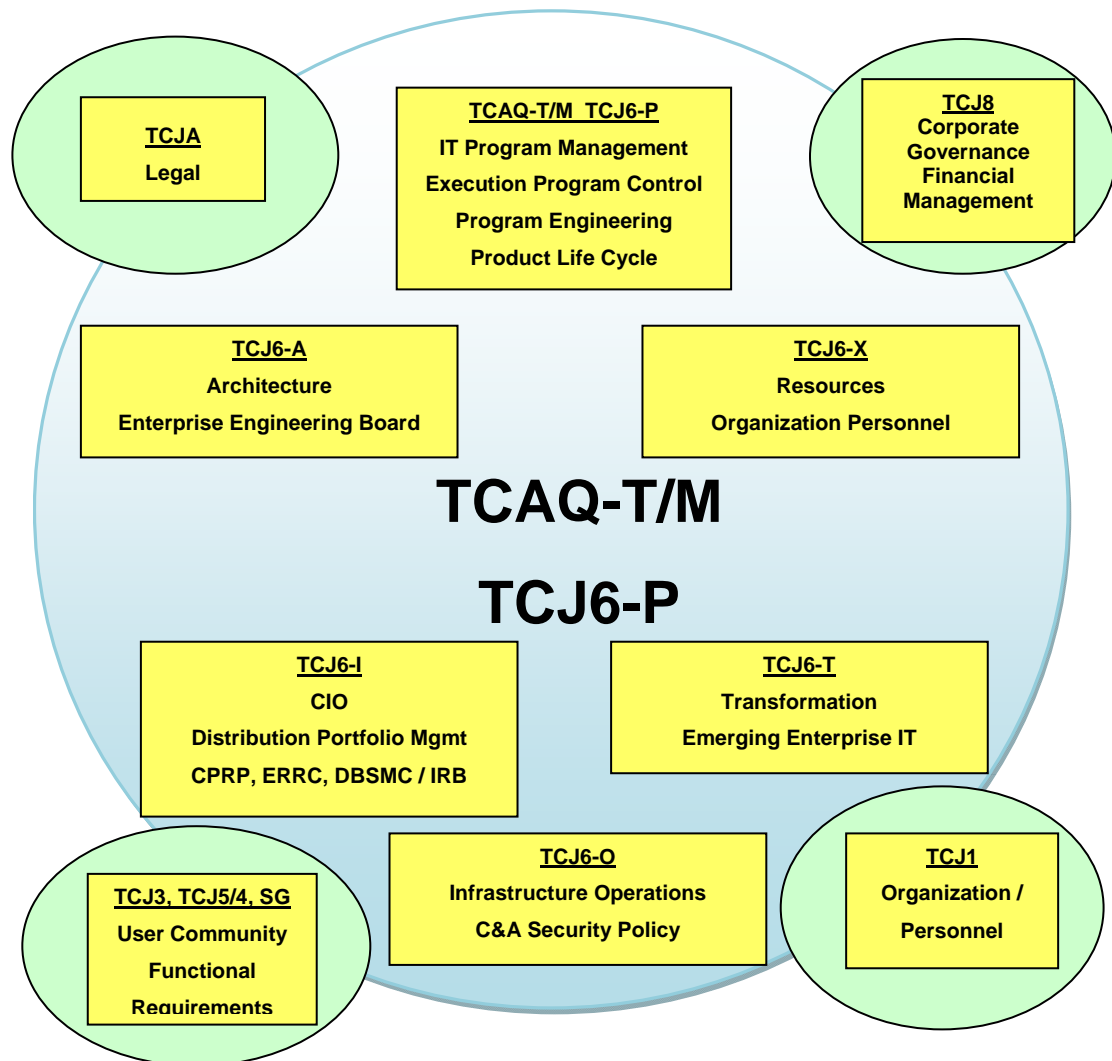 TCJA
Legal
TCAQ-T/M TCJ6-P
IT Program Management
Execution Program Control
Program Engineering
Product Life Cycle
TCJ8
Corporate
Governance
Financial
Management
TCJ6-A
Architecture
Enterprise Engineering Board
TCJ6-X
Resources
Organization Personnel
TCAQ-T/M
TCJ6-P
TCJ6-I
CIO
Distribution Portfolio Mgmt
CPRP, ERRC, DBSMC / IRB
TCJ6-T
Transformation
Emerging Enterprise IT
TCJ3, TCJ5/4, SG
User Community
Functional
Requirements
TCJ6-O
Infrastructure Operations
C&A Security Policy
TCJ1
Organization /
Personnel